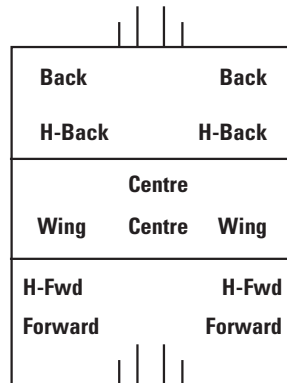 Back Back
H-Back H-Back
Centre
Wing Centre Wing
H-Fwd H-Fwd
Forward Forward